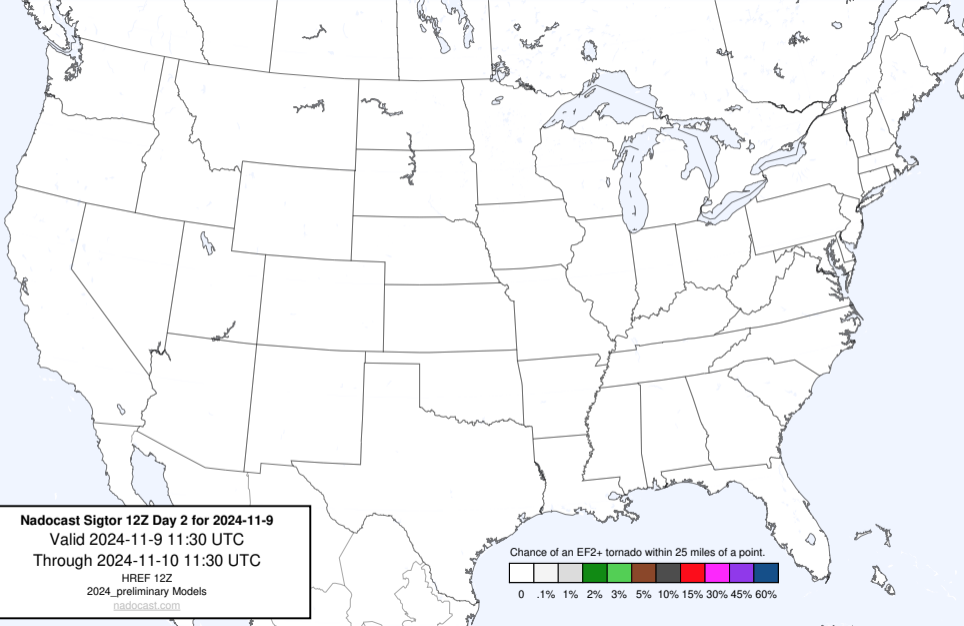 Nadocast Sigtor 12Z Day 2 for 2024-11-9
Valid 2024-11-9 11:30 UTC
Through 2024-11-10 11:30 UTC
HREF 12Z
2024_preliminary Models
nadocast.com
Chance of an EF2+ tornado within 25 miles of a point.
0 .1% 1% 2% 3% 5% 10% 15% 30% 45% 60%